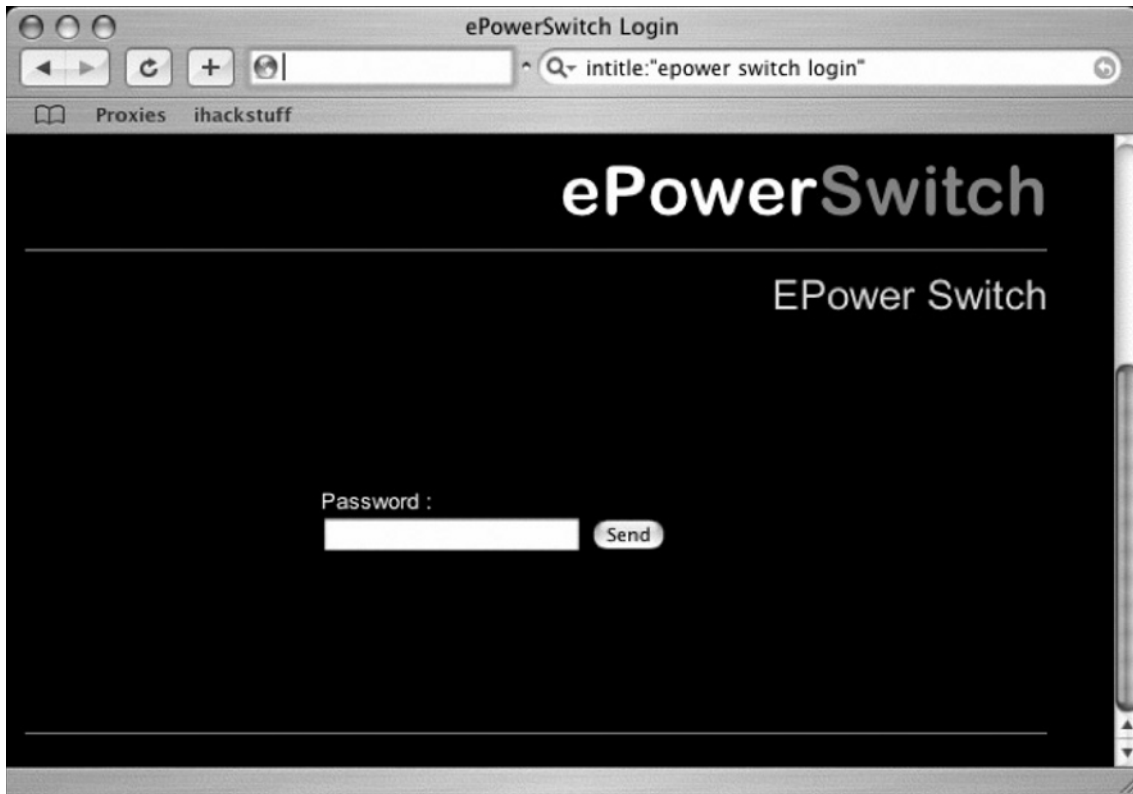 ePowerSwitch Login
intitle:"epower switch login"
Proxies ihackstuff
ePowerSwitch
EPower Switch
Password :
Send